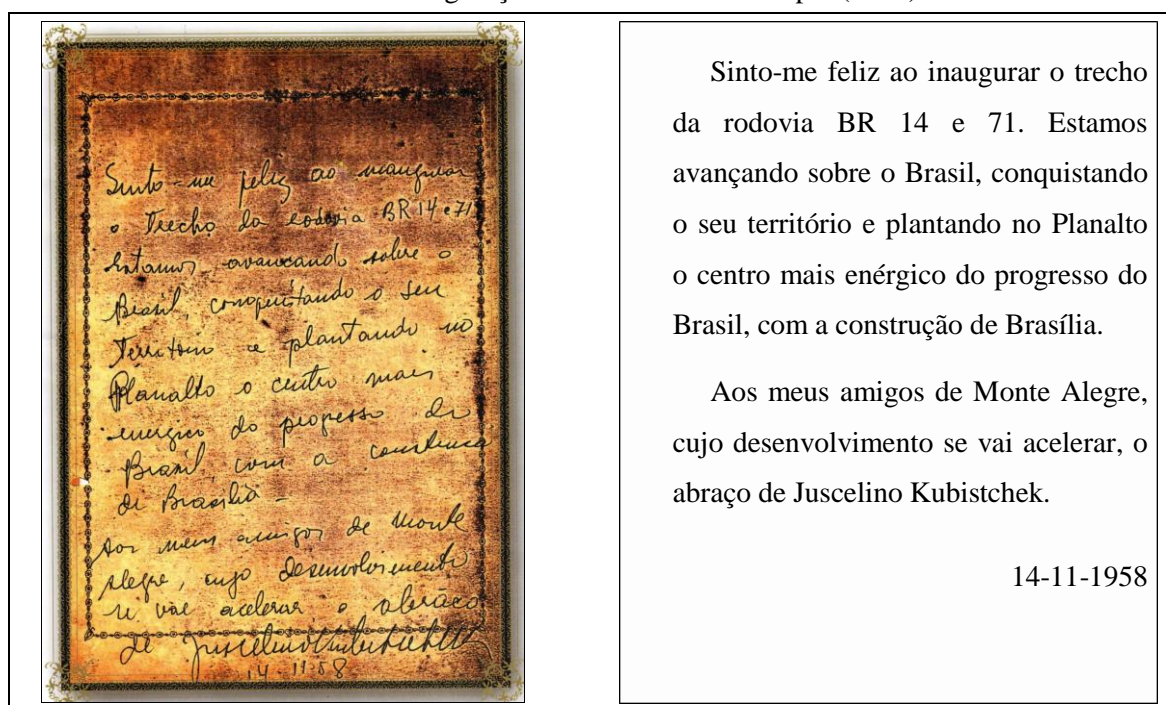 Sinto-me feliz ao inaugurar
o Trecho da rodovia BR 14 e 71
Estamos avancando sobre o
Brasil, conquistando o seu
Territorio e plantando no
Planalto o centro mais
energico do progresso do
Brasil, com a construcao
de Brasilia -
Aos meus amigos de Monte
Alegre, cujo desenvolvimento
se vai acelerar o abraço
de Juscelino Kubitschek
14-11-58
Sinto-me feliz ao inaugurar o trecho
da rodovia BR 14 e 71. Estamos
avançando sobre o Brasil, conquistando
o seu território e plantando no Planalto
o centro mais enérgico do progresso do
Brasil, com a construção de Brasília.
Aos meus amigos de Monte Alegre,
cujo desenvolvimento se vai acelerar, o
abraço de Juscelino Kubistchek.
14-11-1958